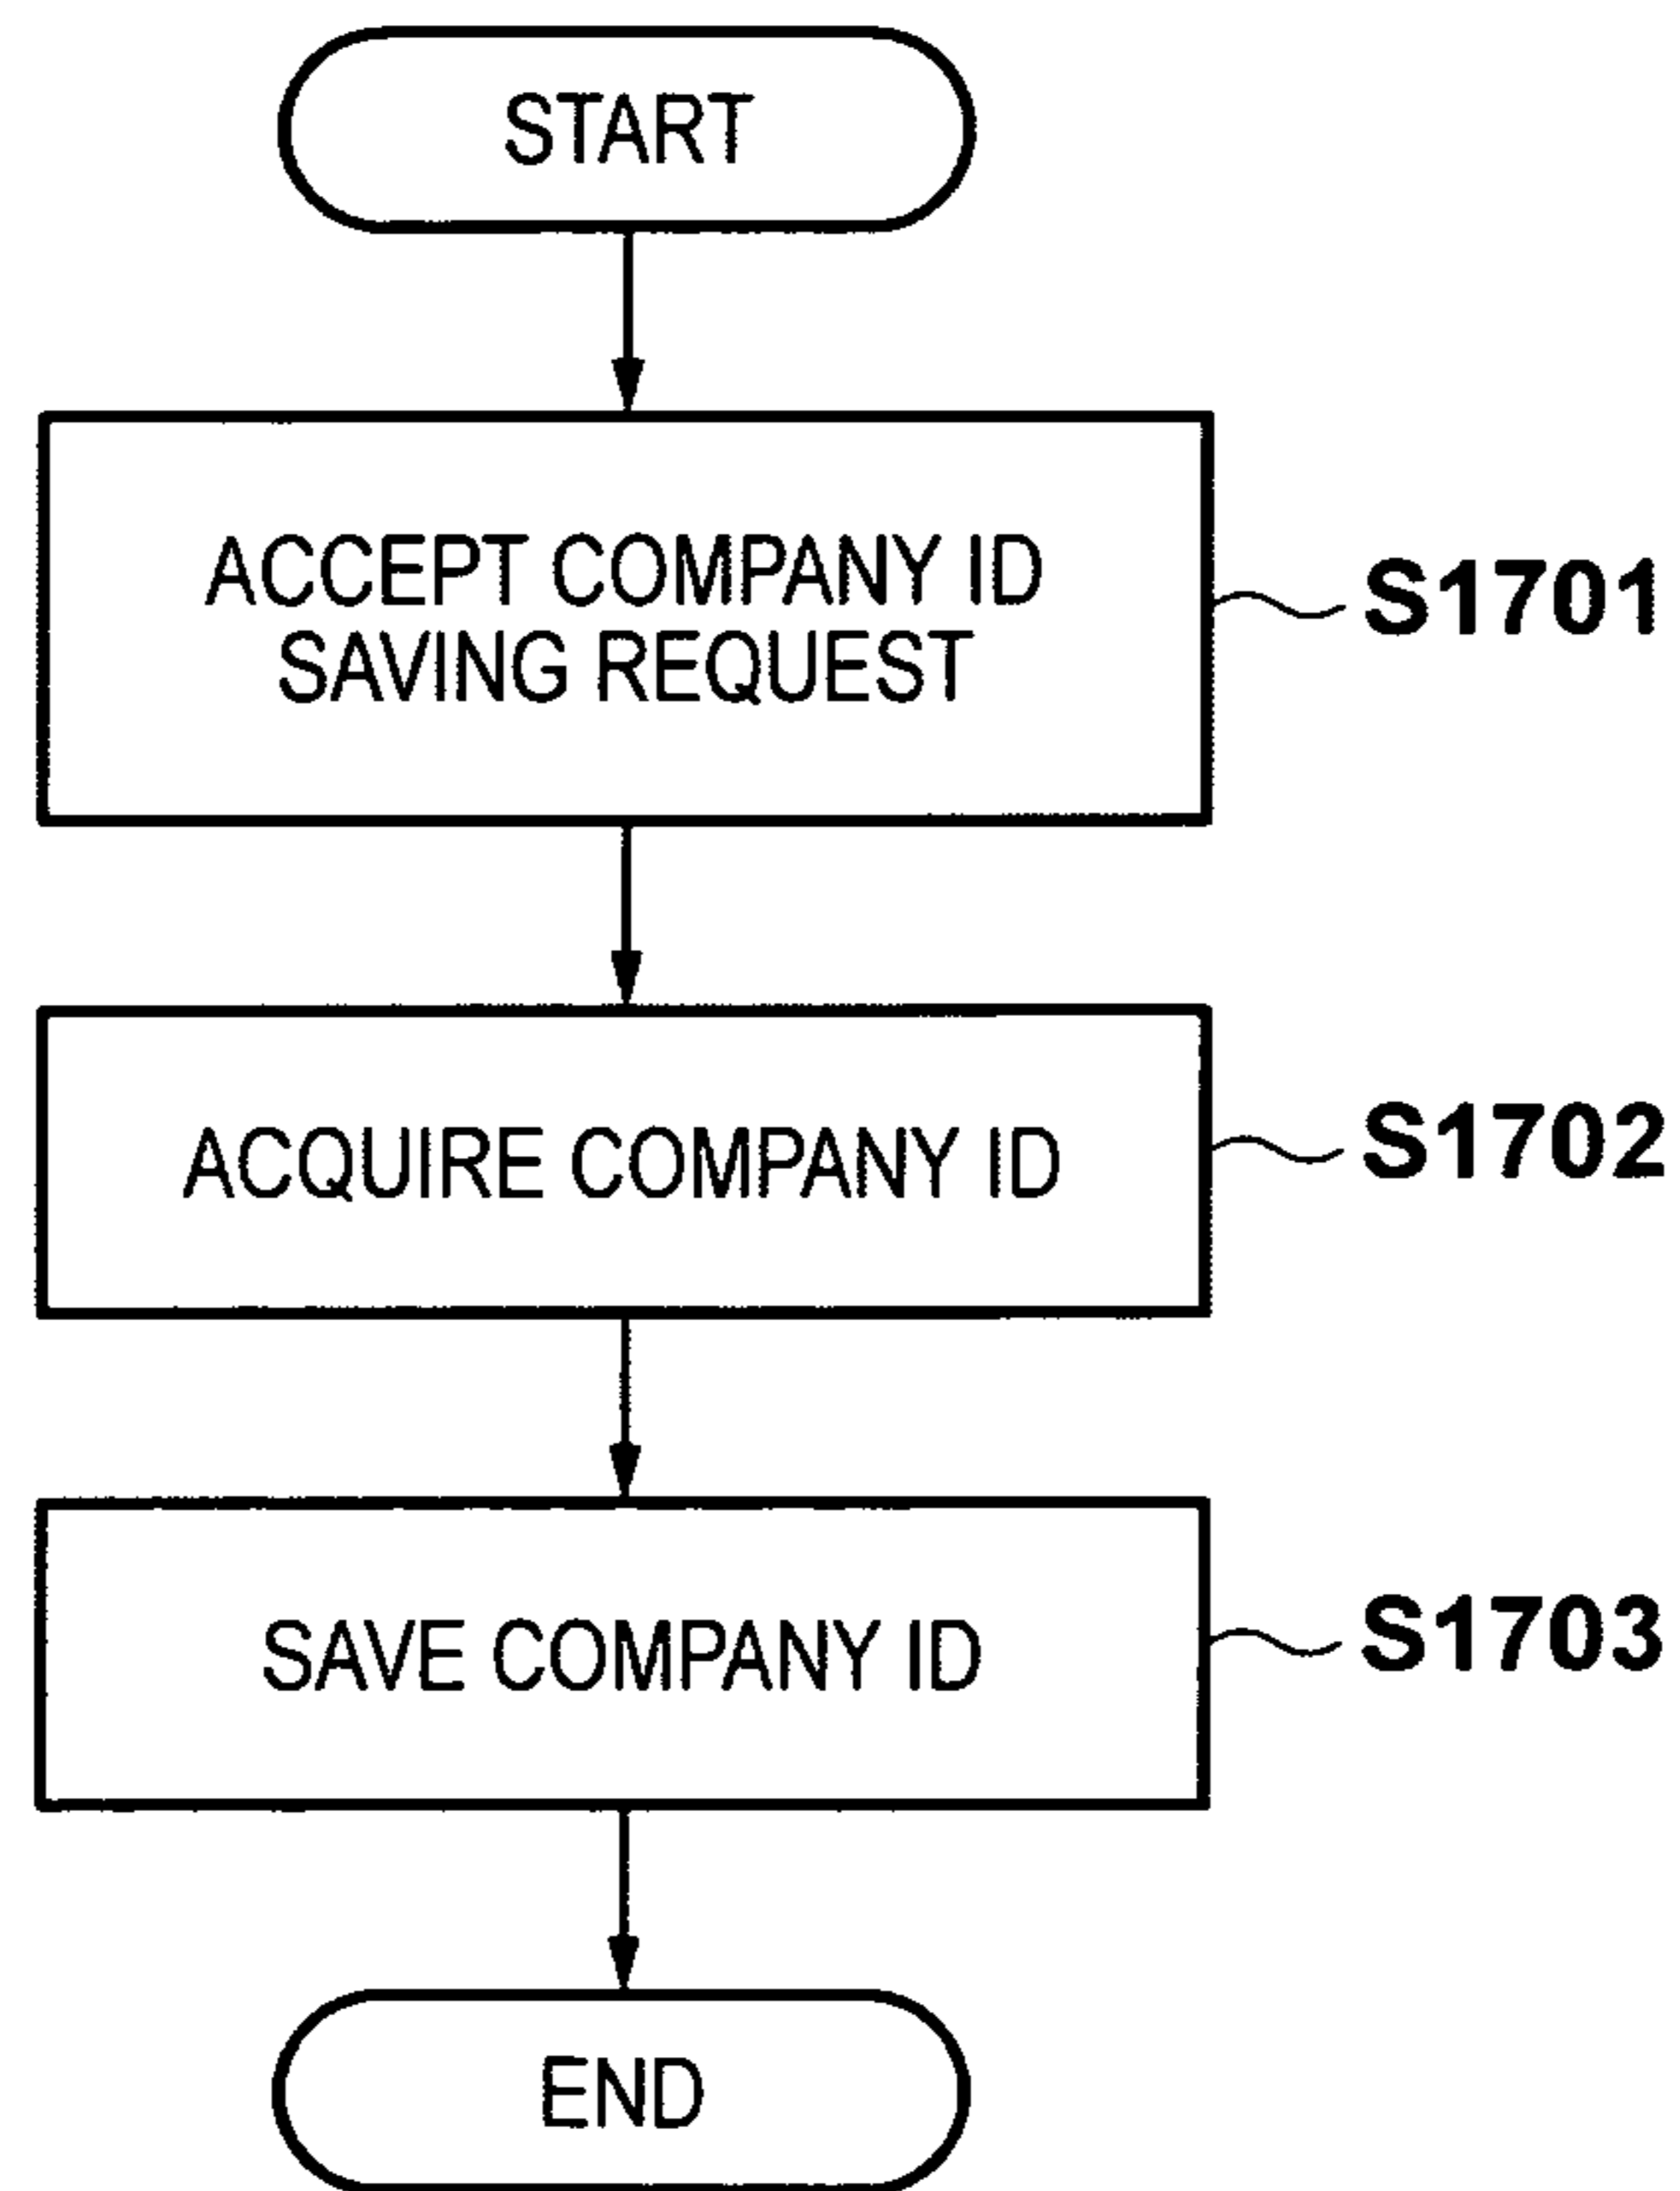 START
ACCEPT COMPANY ID
SAVING REQUEST
S1701
ACQUIRE COMPANY ID
S1702
SAVE COMPANY ID
S1703
END